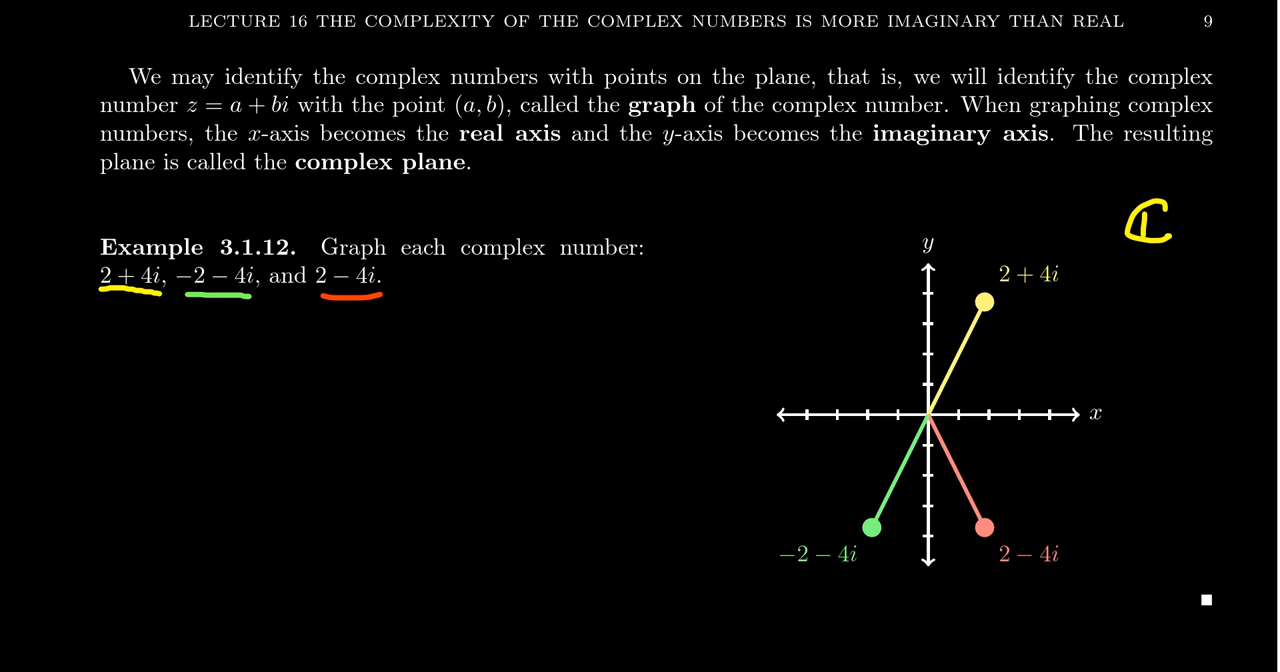 LECTURE 16 THE COMPLEXITY OF THE COMPLEX NUMBERS IS MORE IMAGINARY THAN REAL 9
We may identify the complex numbers with points on the plane, that is, we will identify the complex
number z = a + bi with the point (a, b), called the graph of the complex number. When graphing complex
numbers, the x-axis becomes the real axis and the y-axis becomes the imaginary axis. The resulting
plane is called the complex plane.
ℂ
Example 3.1.12. Graph each complex number:
2 + 4i, −2 − 4i, and 2 − 4i.
y
2 + 4i
x
−2 − 4i
2 − 4i